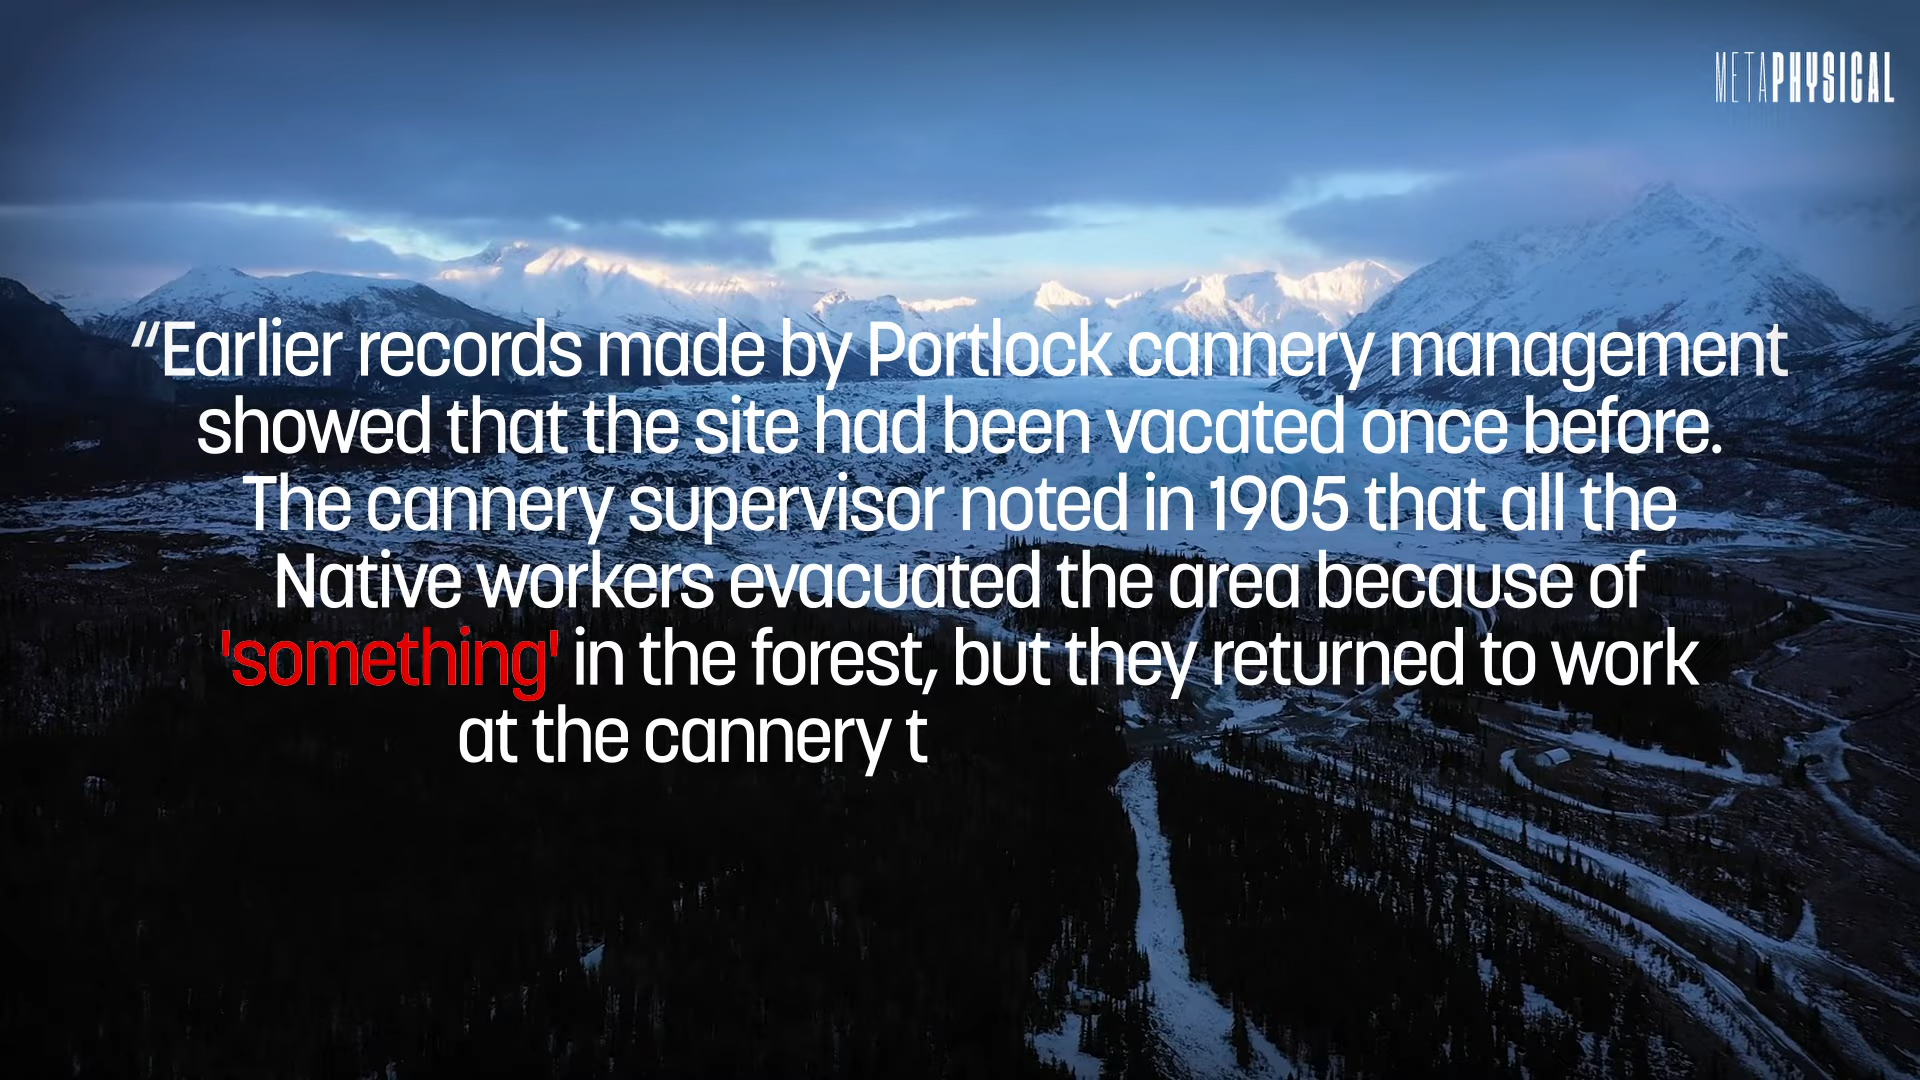 METAPHYSICAL
“Earlier records made by Portlock cannery management
showed that the site had been vacated once before.
The cannery supervisor noted in 1905 that all the
Native workers evacuated the area because of
'something' in the forest, but they returned to work
at the cannery t